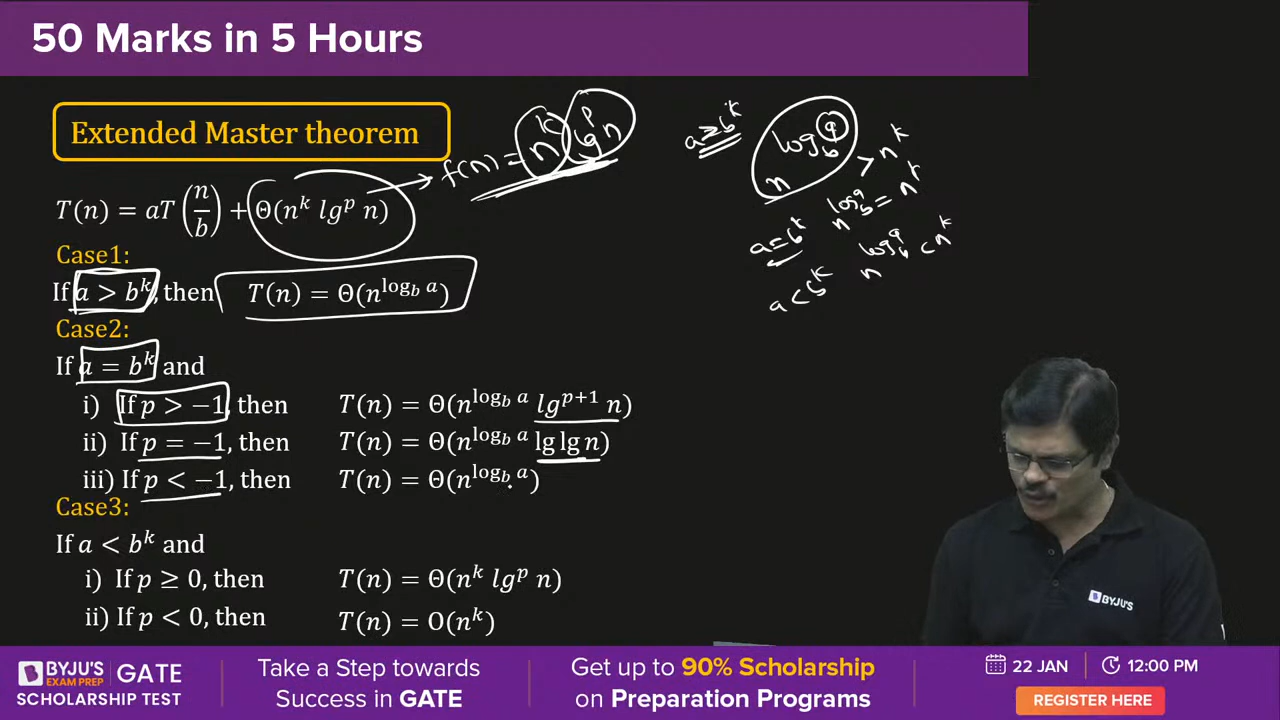 50 Marks in 5 Hours
Extended Master theorem
f(n) = n^k lg^p n
T(n) = aT(n/b) + Θ(n^k lg^p n)
Case1:
If a > b^k, then T(n) = Θ(n^{log_b a})
Case2:
If a = b^k and
i) If p > −1, then T(n) = Θ(n^{log_b a} lg^{p+1} n)
ii) If p = −1, then T(n) = Θ(n^{log_b a} lg lg n)
iii) If p < −1, then T(n) = Θ(n^{log_b a})
Case3:
If a < b^k and
i) If p ≥ 0, then T(n) = Θ(n^k lg^p n)
ii) If p < 0, then T(n) = O(n^k)
n^{log_b a} > n^k
a = b^k n^{log_b a} = n^k
a < b^k n^{log_b a} < n^k
BYJU'S
BYJU'S EXAM PREP GATE
SCHOLARSHIP TEST
Take a Step towards
Success in GATE
Get up to 90% Scholarship
on Preparation Programs
22 JAN 12:00 PM
REGISTER HERE